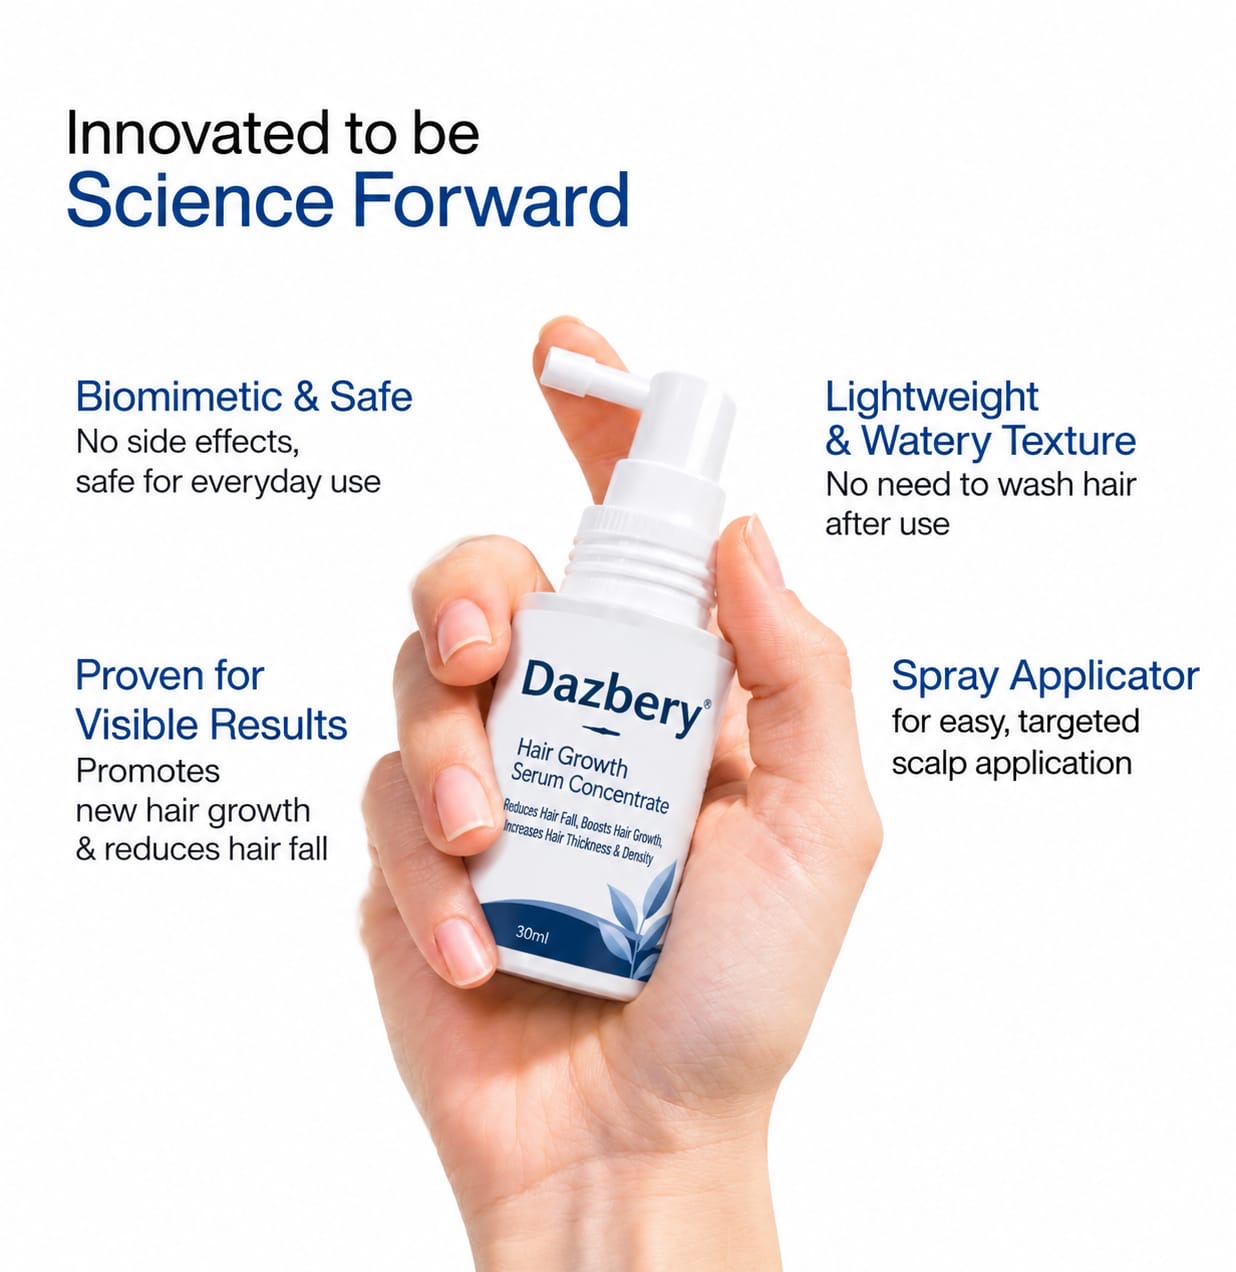 Innovated to be
Science Forward
Biomimetic & Safe
No side effects,
safe for everyday use
Lightweight
& Watery Texture
No need to wash hair
after use
Proven for
Visible Results
Promotes
new hair growth
& reduces hair fall
Spray Applicator
for easy, targeted
scalp application
Dazbery®
Hair Growth
Serum Concentrate
Reduces Hair Fall, Boosts Hair Growth,
Increases Hair Thickness & Density
30ml